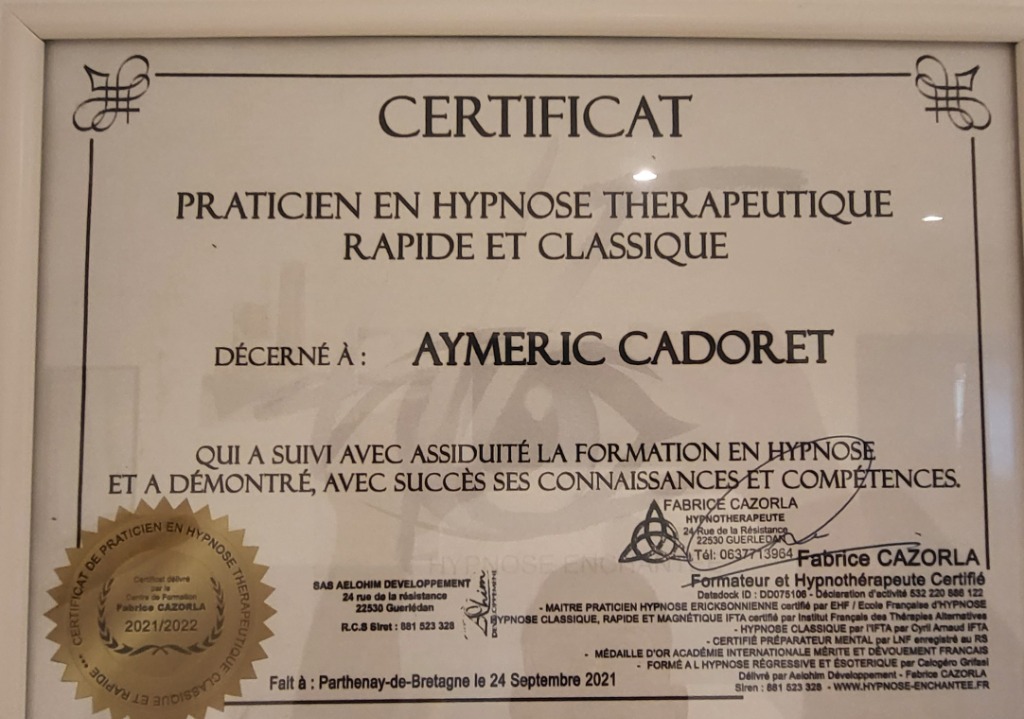 CERTIFICAT
PRATICIEN EN HYPNOSE THERAPEUTIQUE
RAPIDE ET CLASSIQUE
DÉCERNÉ À : AYMERIC CADORET
QUI A SUIVI AVEC ASSIDUITÉ LA FORMATION EN HYPNOSE
ET A DÉMONTRÉ, AVEC SUCCÈS SES CONNAISSANCES ET COMPÉTENCES.
FABRICE CAZORLA
HYPNOTHERAPEUTE
24 Rue de la Résistance
22530 GUERLEDAN
Tél: 0637713964
Fabrice CAZORLA
Formateur et Hypnothérapeute Certifié
Datadock ID : DD075106 - Déclaration d'activité 532 220 886 122
- MAITRE PRATICIEN HYPNOSE ERICKSONNIENNE certifié par EHF / Ecole Française d'HYPNOSE
HYPNOSE CLASSIQUE, RAPIDE ET MAGNÉTIQUE IFTA certifié par Institut Français des Thérapies Alternatives
- HYPNOSE CLASSIQUE par l'IFTA par Cyril Arnaud IFTA
- CERTIFIÉ PRÉPARATEUR MENTAL par LNF enregistré au RS
- MÉDAILLE D'OR ACADÉMIE INTERNATIONALE MÉRITE ET DÉVOUEMENT FRANCAIS
- FORMÉ A L HYPNOSE RÉGRESSIVE ET ÉSOTERIQUE par Calogéro Grifasi
Délivré par Aelohim Développement - Fabrice CAZORLA
Siren : 881 523 328 - WWW.HYPNOSE-ENCHANTEE.FR
HYPNOSE ENCHANTEE
SAS AELOHIM DEVELOPPEMENT
24 rue de la résistance
22530 Guerlédan
R.C.S Siret : 881 523 328
Fait à : Parthenay-de-Bretagne le 24 Septembre 2021
CERTIFICAT DE PRATICIEN EN HYPNOSE THERAPEUTIQUE CLASSIQUE ET RAPIDE ***
Certificat délivré
par le
Centre de Formation
Fabrice CAZORLA
2021/2022